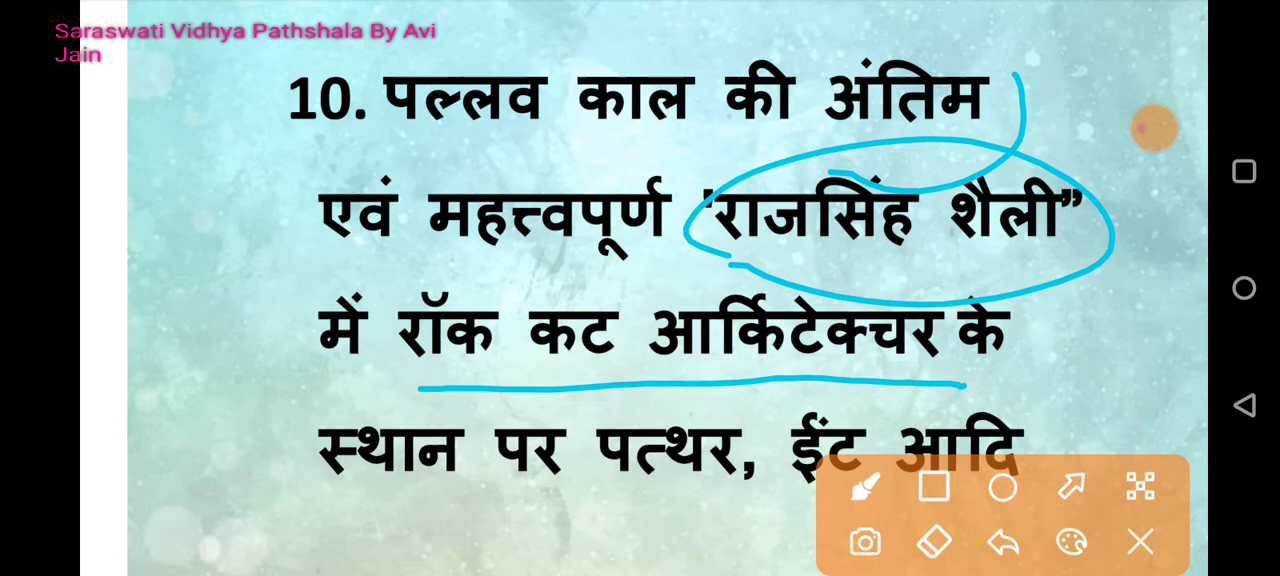 Saraswati Vidhya Pathshala By Avi
Jain
10. पल्लव काल की अंतिम
एवं महत्त्वपूर्ण 'राजसिंह शैली”
में रॉक कट आर्किटेक्चर के
स्थान पर पत्थर, ईंट आदि